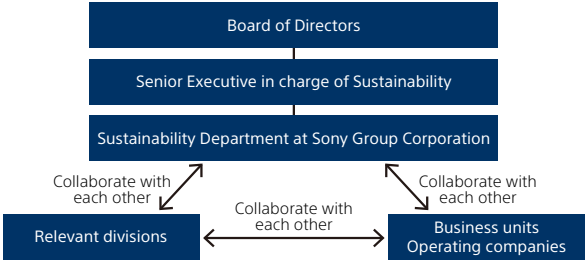 Board of Directors
Senior Executive in charge of Sustainability
Sustainability Department at Sony Group Corporation
Collaborate with
each other
Collaborate with
each other
Collaborate with
each other
Relevant divisions
Business units
Operating companies